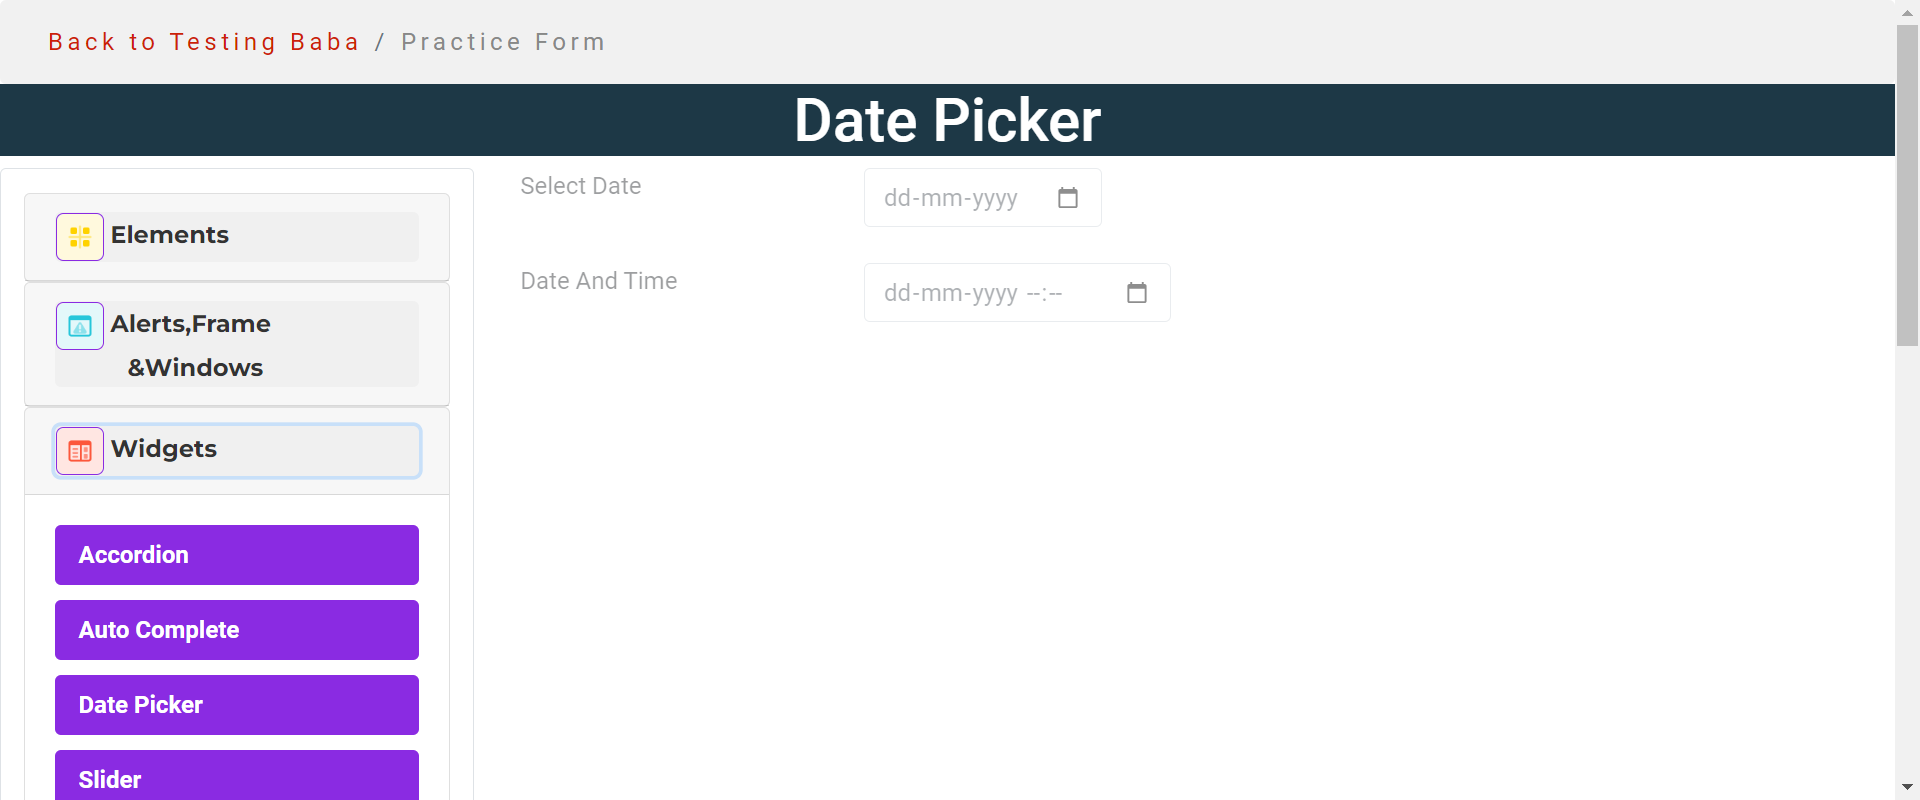 Back to Testing Baba / Practice Form
Date Picker
Elements
Alerts,Frame
&Windows
Widgets
Accordion
Auto Complete
Date Picker
Slider
Select Date
dd-mm-yyyy
Date And Time
dd-mm-yyyy --:--